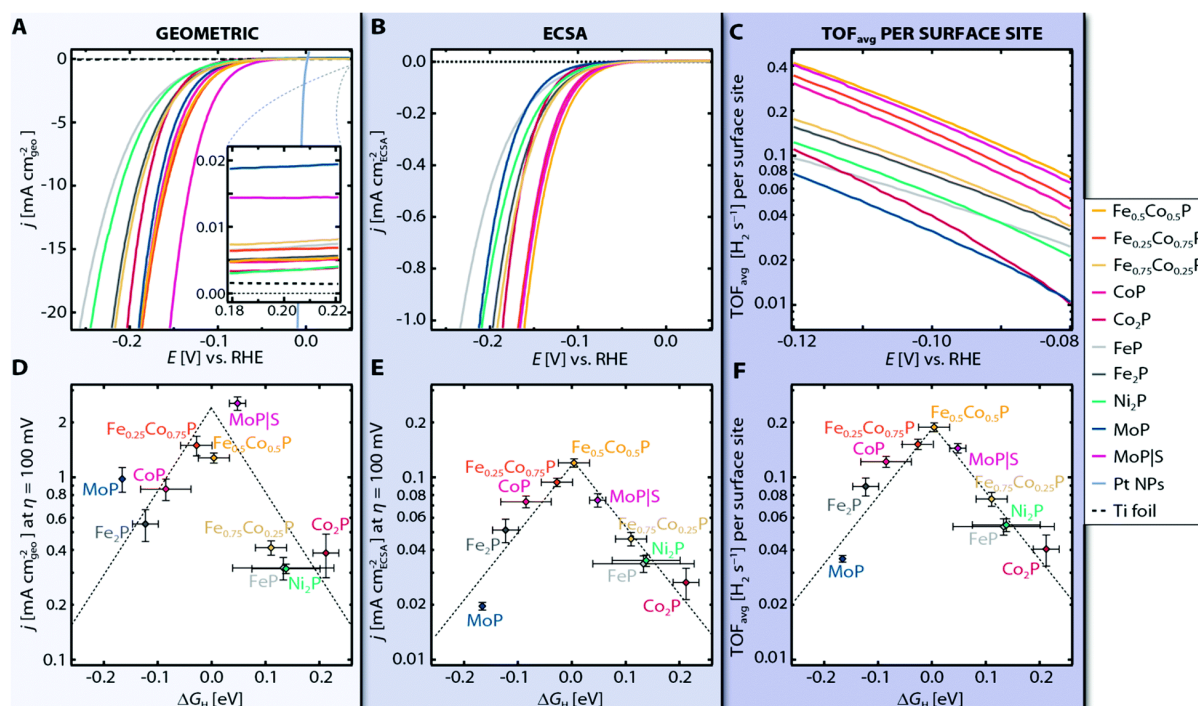 A
GEOMETRIC
j [mA cm⁻²geo]
0
-5
-10
-15
-20
-0.2
-0.1
0.0
E [V] vs. RHE
0.02
0.01
0.00
0.18
0.20
0.22
B
ECSA
j [mA cm⁻²ECSA]
0.0
-0.2
-0.4
-0.6
-0.8
-1.0
-0.2
-0.1
0.0
E [V] vs. RHE
C
TOFavg PER SURFACE SITE
TOFavg [H₂ s⁻¹] per surface site
0.4
0.1
0.08
0.04
0.02
0.01
-0.12
-0.10
-0.08
E [V] vs. RHE
Fe₀.₅Co₀.₅P
Fe₀.₂₅Co₀.₇₅P
Fe₀.₇₅Co₀.₂₅P
CoP
Co₂P
FeP
Fe₂P
Ni₂P
MoP
MoP|S
Pt NPs
Ti foil
D
j [mA cm⁻²geo] at η = 100 mV
2
1
0.8
0.6
0.4
0.2
0.1
MoP|S
Fe₀.₂₅Co₀.₇₅P
Fe₀.₅Co₀.₅P
CoP
MoP
Fe₂P
Fe₀.₇₅Co₀.₂₅P
Co₂P
FeP
Ni₂P
-0.2
-0.1
0.0
0.1
0.2
ΔGH [eV]
E
j [mA cm⁻²ECSA] at η = 100 mV
0.2
0.1
0.08
0.06
0.04
0.02
0.01
Fe₀.₅Co₀.₅P
Fe₀.₂₅Co₀.₇₅P
CoP
MoP|S
Fe₂P
Fe₀.₇₅Co₀.₂₅P
Ni₂P
FeP
Co₂P
MoP
-0.2
-0.1
0.0
0.1
0.2
ΔGH [eV]
F
TOFavg [H₂ s⁻¹] per surface site
0.2
0.1
0.08
0.06
0.04
0.02
0.01
Fe₀.₅Co₀.₅P
Fe₀.₂₅Co₀.₇₅P
CoP
MoP|S
Fe₂P
Fe₀.₇₅Co₀.₂₅P
Ni₂P
FeP
MoP
Co₂P
-0.2
-0.1
0.0
0.1
0.2
ΔGH [eV]